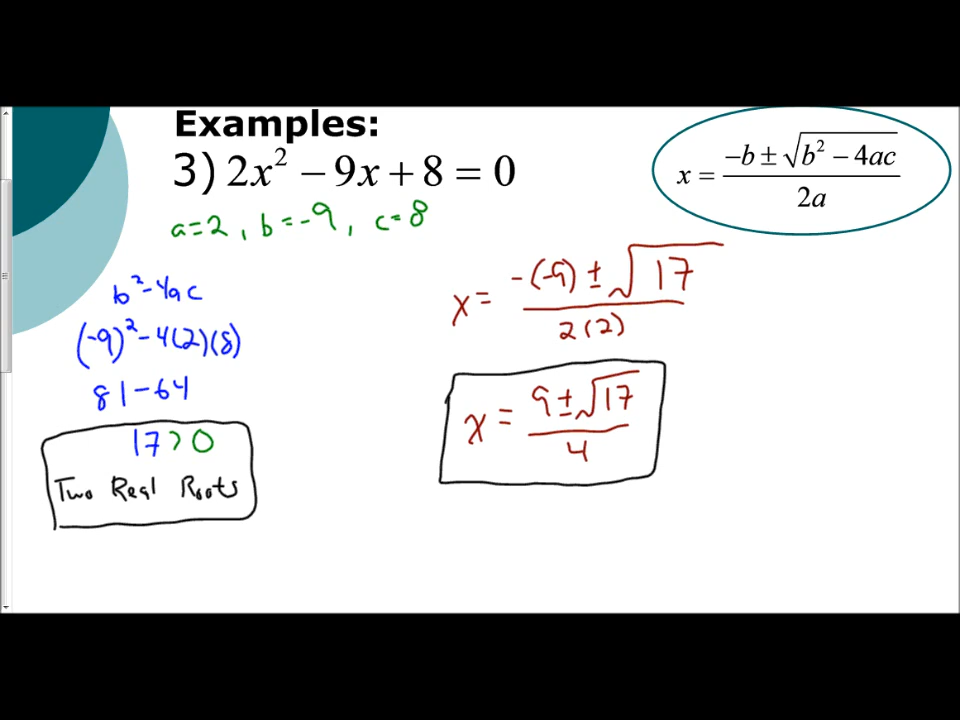 Examples:
3) 2x² − 9x + 8 = 0
x = (−b ± √(b² − 4ac)) / 2a
a=2, b=-9, c=8
b²-4ac
(-9)²-4(2)(8)
81-64
17>0
Two Real Roots
x = (-(-9) ± √17) / 2(2)
x = (9 ± √17) / 4